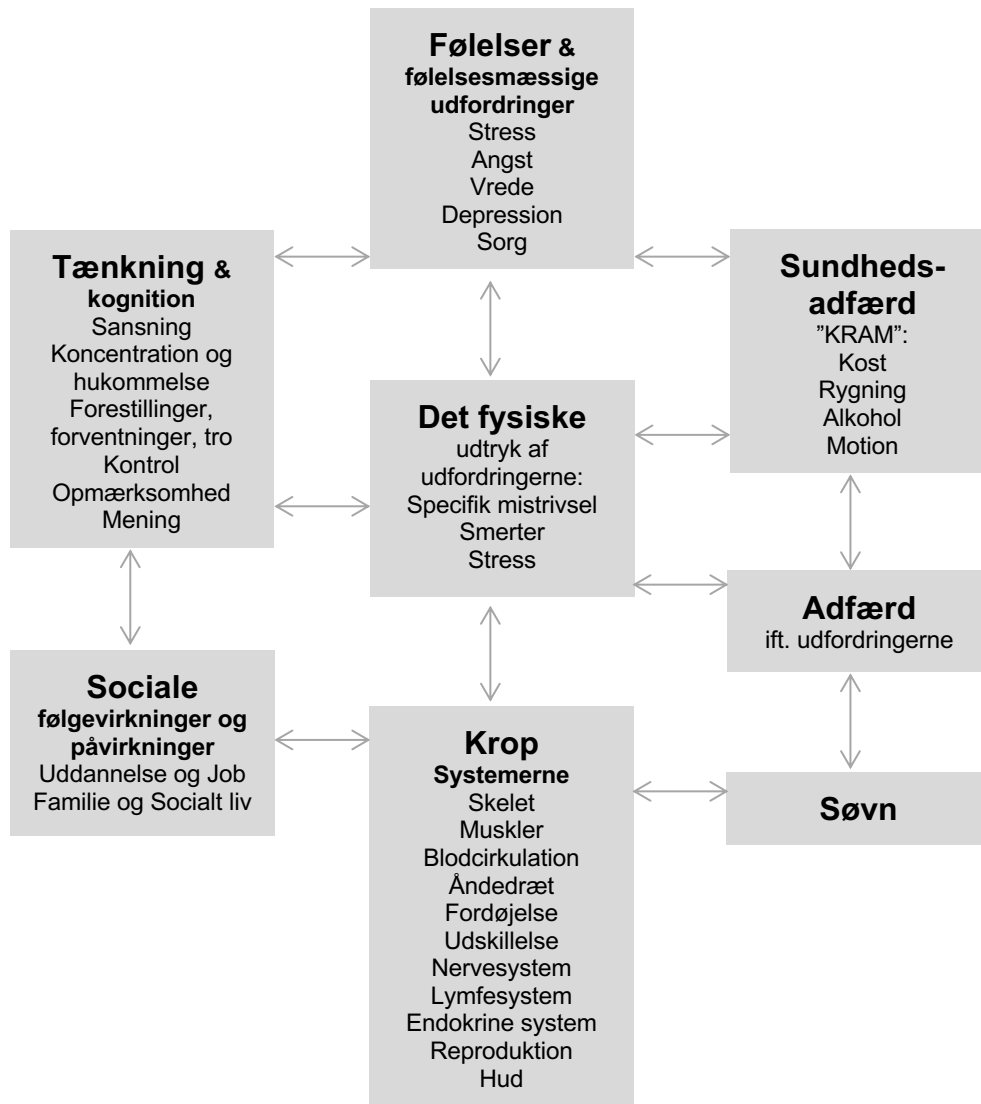 Følelser &
følelsesmæssige
udfordringer
Stress
Angst
Vrede
Depression
Sorg
Tænkning &
kognition
Sansning
Koncentration og
hukommelse
Forestillinger,
forventninger, tro
Kontrol
Opmærksomhed
Mening
Sundheds-
adfærd
”KRAM”:
Kost
Rygning
Alkohol
Motion
Det fysiske
udtryk af
udfordringerne:
Specifik mistrivsel
Smerter
Stress
Adfærd
ift. udfordringerne
Sociale
følgevirkninger og
påvirkninger
Uddannelse og Job
Familie og Socialt liv
Krop
Systemerne
Skelet
Muskler
Blodcirkulation
Åndedræt
Fordøjelse
Udskillelse
Nervesystem
Lymfesystem
Endokrine system
Reproduktion
Hud
Søvn